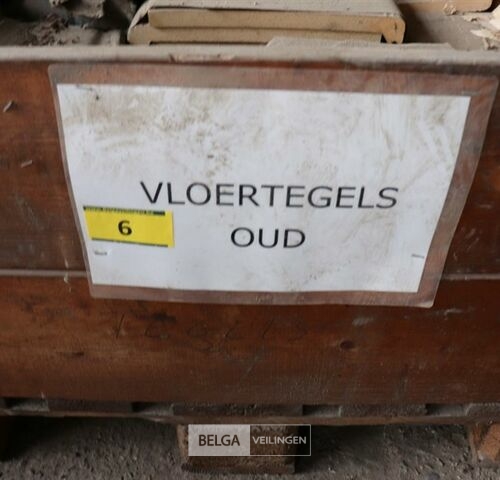 VLOERTEGELS
6
OUD
BELGA VEILINGEN